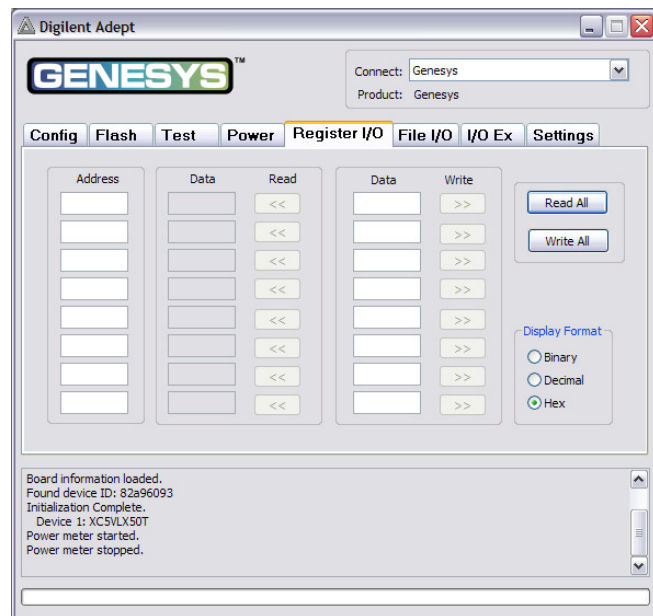 Digilent Adept
GENESYS™
Connect: Genesys
Product: Genesys
Config Flash Test Power Register I/O File I/O I/O Ex Settings
Address Data Read Data Write
<< >>
<< >>
<< >>
<< >>
<< >>
<< >>
<< >>
<< >>
Read All
Write All
Display Format
Binary
Decimal
Hex
Board information loaded.
Found device ID: 82a96093
Initialization Complete.
Device 1: XC5VLX50T
Power meter started.
Power meter stopped.